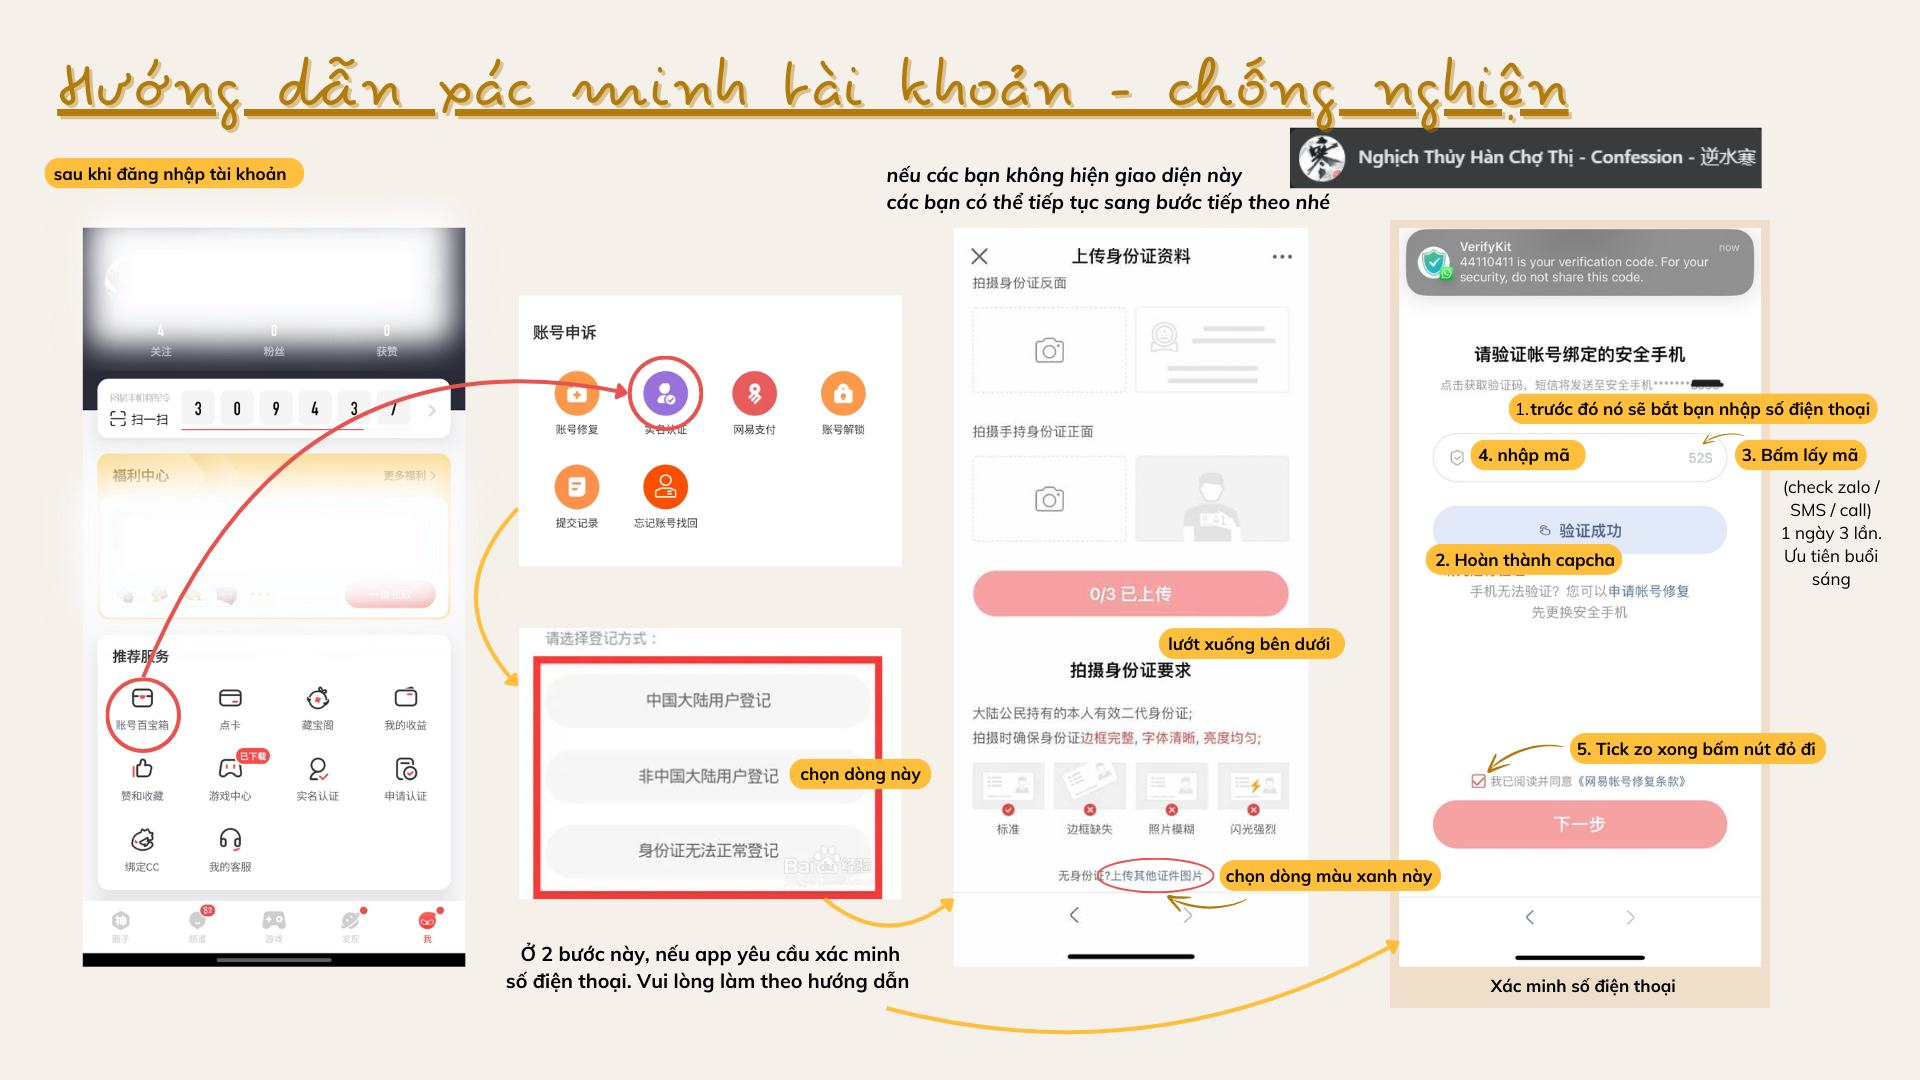 Hướng dẫn xác minh tài khoản - chống nghiện
Nghịch Thủy Hàn Chợ Thị - Confession - 逆水寒
sau khi đăng nhập tài khoản
4
0
0
关注
粉丝
获赞
扫一扫
3 0 9 4 3 7
福利中心
更多福利
推荐服务
账号百宝箱
点卡
藏宝阁
我的收益
已下载
赞和收藏
游戏中心
实名认证
申请认证
绑定CC
我的客服
82
圈子
频道
游戏
发现
我
账号申诉
账号修复
实名认证
网易支付
账号解锁
提交记录
忘记账号找回
请选择登记方式：
中国大陆用户登记
非中国大陆用户登记
chọn dòng này
身份证无法正常登记
Baidu经验
Ở 2 bước này, nếu app yêu cầu xác minh
số điện thoại. Vui lòng làm theo hướng dẫn
nếu các bạn không hiện giao diện này
các bạn có thể tiếp tục sang bước tiếp theo nhé
上传身份证资料
拍摄身份证反面
拍摄手持身份证正面
0/3 已上传
lướt xuống bên dưới
拍摄身份证要求
大陆公民持有的本人有效二代身份证;
拍摄时确保身份证边框完整, 字体清晰, 亮度均匀;
标准
边框缺失
照片模糊
闪光强烈
无身份证?上传其他证件图片
chọn dòng màu xanh này
VerifyKit
now
44110411 is your verification code. For your
security, do not share this code.
请验证帐号绑定的安全手机
点击获取验证码，短信将发送至安全手机*******
1.trước đó nó sẽ bắt bạn nhập số điện thoại
4. nhập mã
52S
3. Bấm lấy mã
(check zalo /
SMS / call)
1 ngày 3 lần.
Ưu tiên buổi
sáng
验证成功
2. Hoàn thành capcha
手机无法验证？您可以申请帐号修复
先更换安全手机
5. Tick zo xong bấm nút đỏ đi
我已阅读并同意《网易帐号修复条款》
下一步
Xác minh số điện thoại